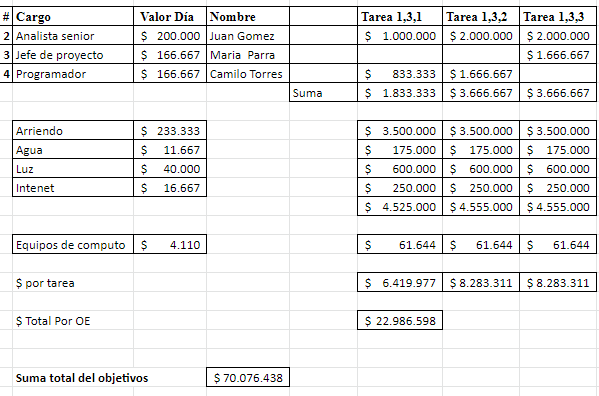 # Cargo Valor Día Nombre Tarea 1,3,1 Tarea 1,3,2 Tarea 1,3,3
2 Analista senior $ 200.000 Juan Gomez $ 1.000.000 $ 2.000.000 $ 2.000.000
3 Jefe de proyecto $ 166.667 Maria Parra $ 1.666.667
4 Programador $ 166.667 Camilo Torres $ 833.333 $ 1.666.667
Suma $ 1.833.333 $ 3.666.667 $ 3.666.667
Arriendo $ 233.333 $ 3.500.000 $ 3.500.000 $ 3.500.000
Agua $ 11.667 $ 175.000 $ 175.000 $ 175.000
Luz $ 40.000 $ 600.000 $ 600.000 $ 600.000
Intenet $ 16.667 $ 250.000 $ 250.000 $ 250.000
$ 4.525.000 $ 4.555.000 $ 4.555.000
Equipos de computo $ 4.110 $ 61.644 $ 61.644 $ 61.644
$ por tarea $ 6.419.977 $ 8.283.311 $ 8.283.311
$ Total Por OE $ 22.986.598
Suma total del objetivos $ 70.076.438